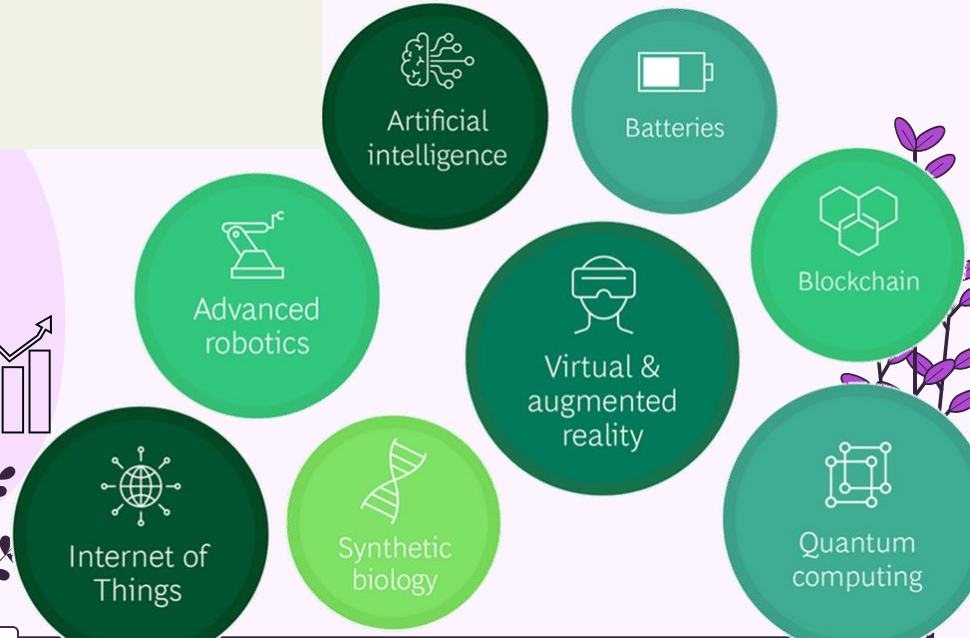 Artificial
intelligence
Batteries
Advanced
robotics
Virtual &
augmented
reality
Blockchain
Internet of
Things
Synthetic
biology
Quantum
computing